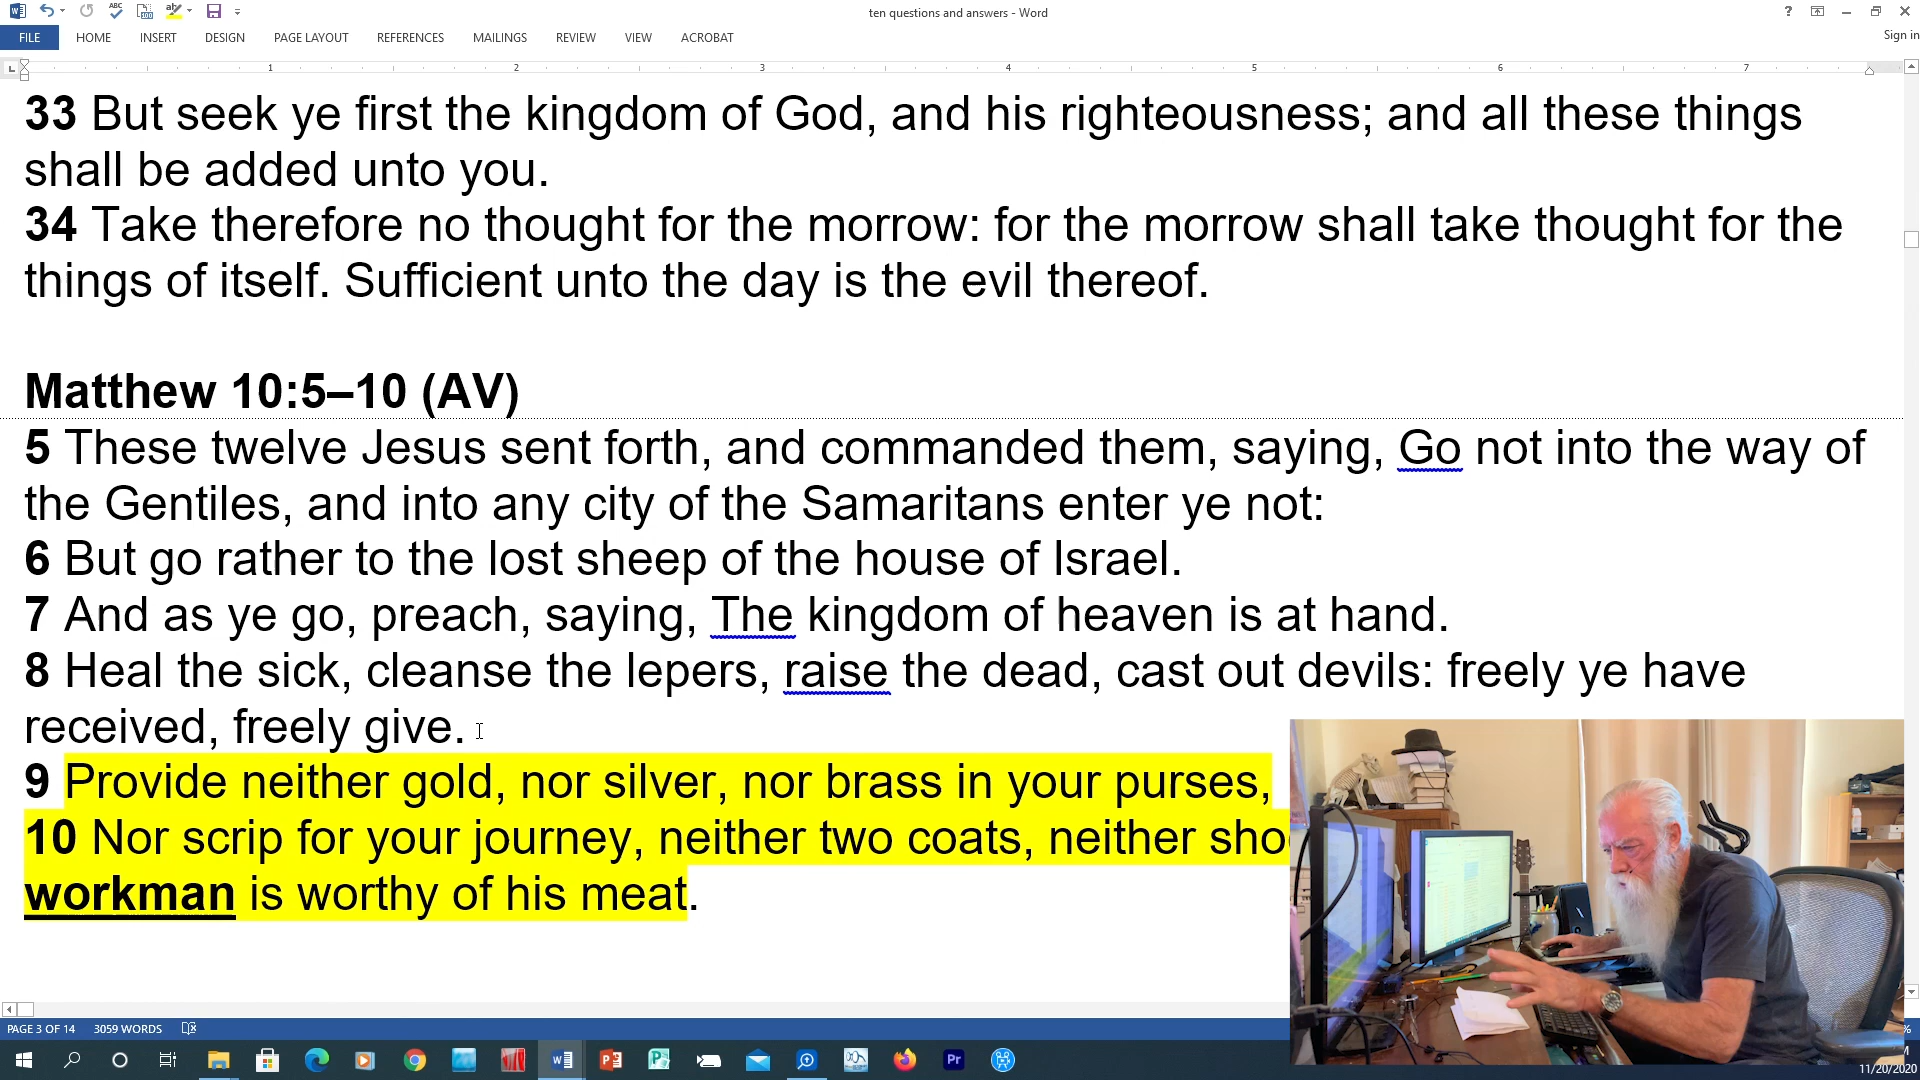 ten questions and answers - Word
FILE HOME INSERT DESIGN PAGE LAYOUT REFERENCES MAILINGS REVIEW VIEW ACROBAT
Sign in
1 2 3 4 5 6 7
33 But seek ye first the kingdom of God, and his righteousness; and all these things
shall be added unto you.
34 Take therefore no thought for the morrow: for the morrow shall take thought for the
things of itself. Sufficient unto the day is the evil thereof.
Matthew 10:5–10 (AV)
5 These twelve Jesus sent forth, and commanded them, saying, Go not into the way of
the Gentiles, and into any city of the Samaritans enter ye not:
6 But go rather to the lost sheep of the house of Israel.
7 And as ye go, preach, saying, The kingdom of heaven is at hand.
8 Heal the sick, cleanse the lepers, raise the dead, cast out devils: freely ye have
received, freely give.
9 Provide neither gold, nor silver, nor brass in your purses,
10 Nor scrip for your journey, neither two coats, neither sho
workman is worthy of his meat.
PAGE 3 OF 14 3059 WORDS
11/20/2020